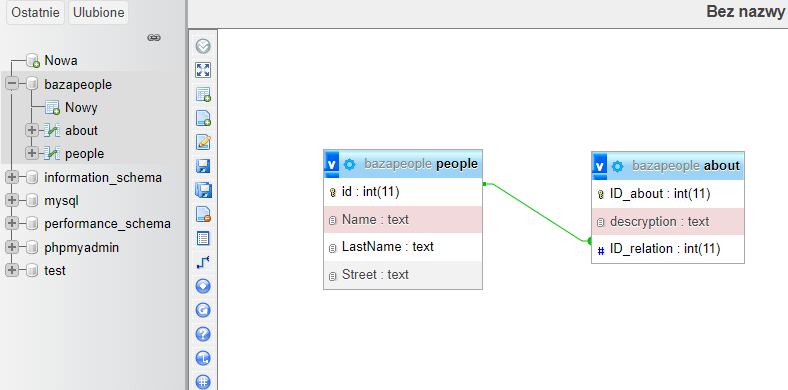 Ostatnie Ulubione
Bez nazwy
Nowa
bazapeople
Nowy
about
people
information_schema
mysql
performance_schema
phpmyadmin
test
v bazapeople people
id : int(11)
Name : text
LastName : text
Street : text
v bazapeople about
ID_about : int(11)
descryption : text
# ID_relation : int(11)